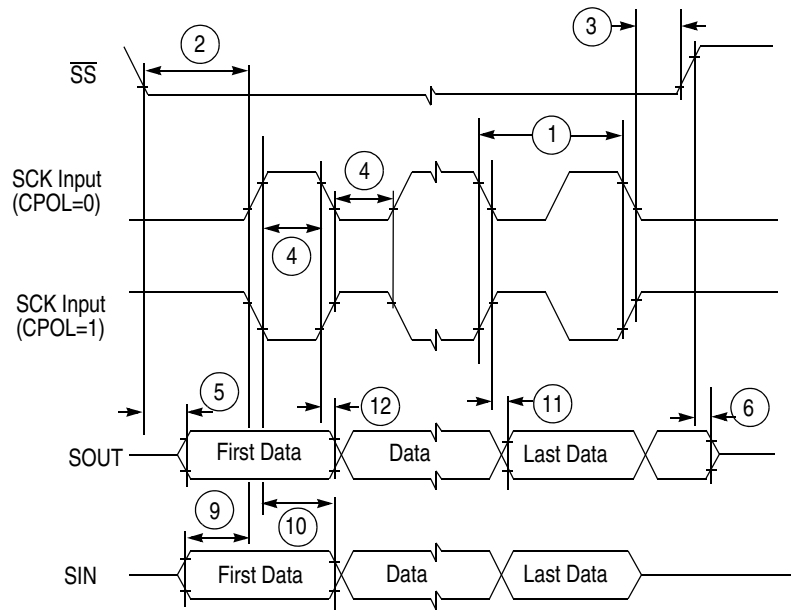 2
3
SS
1
SCK Input
(CPOL=0)
4
4
SCK Input
(CPOL=1)
5
12
11
6
SOUT
First Data
Data
Last Data
9
10
SIN
First Data
Data
Last Data